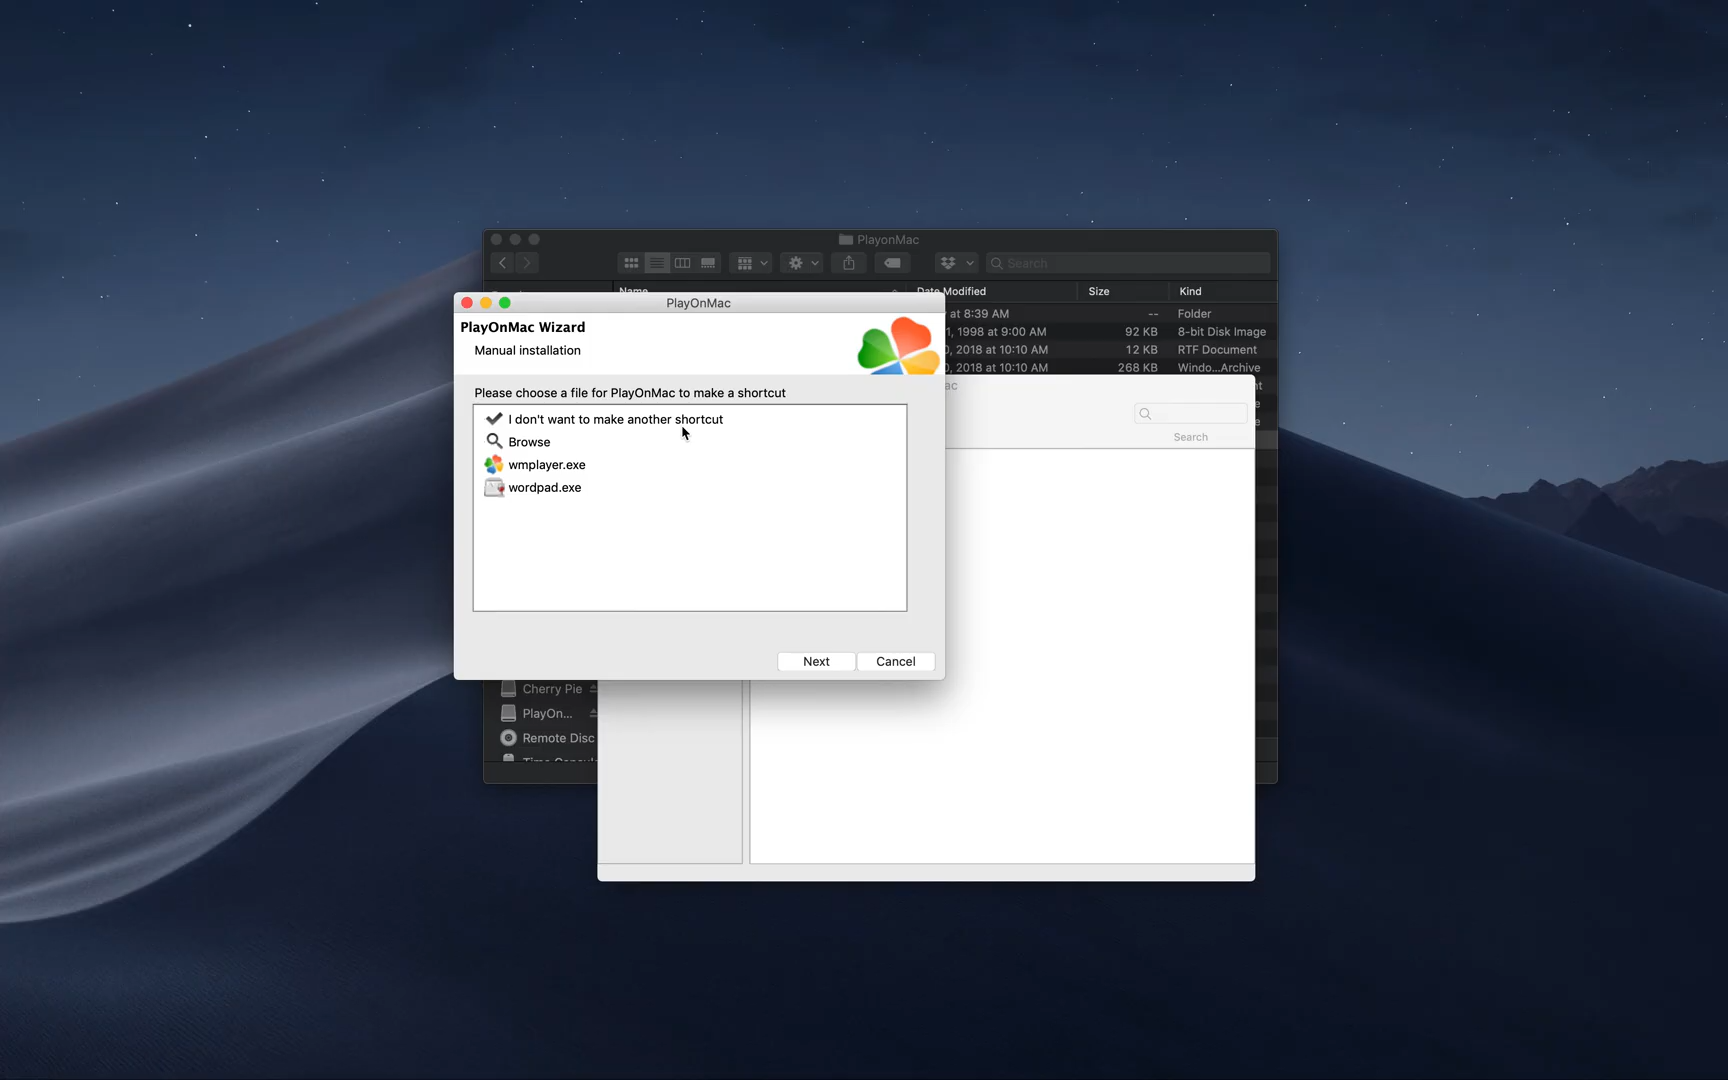 PlayonMac
Search
Name
Date Modified
Size
Kind
at 8:39 AM
--
Folder
1, 1998 at 9:00 AM
92 KB
8-bit Disk Image
0, 2018 at 10:10 AM
12 KB
RTF Document
0, 2018 at 10:10 AM
268 KB
Windo...Archive
PlayOnMac
PlayOnMac Wizard
Manual installation
Please choose a file for PlayOnMac to make a shortcut
I don't want to make another shortcut
Browse
wmplayer.exe
wordpad.exe
Next
Cancel
Search
Cherry Pie
PlayOn...
Remote Disc